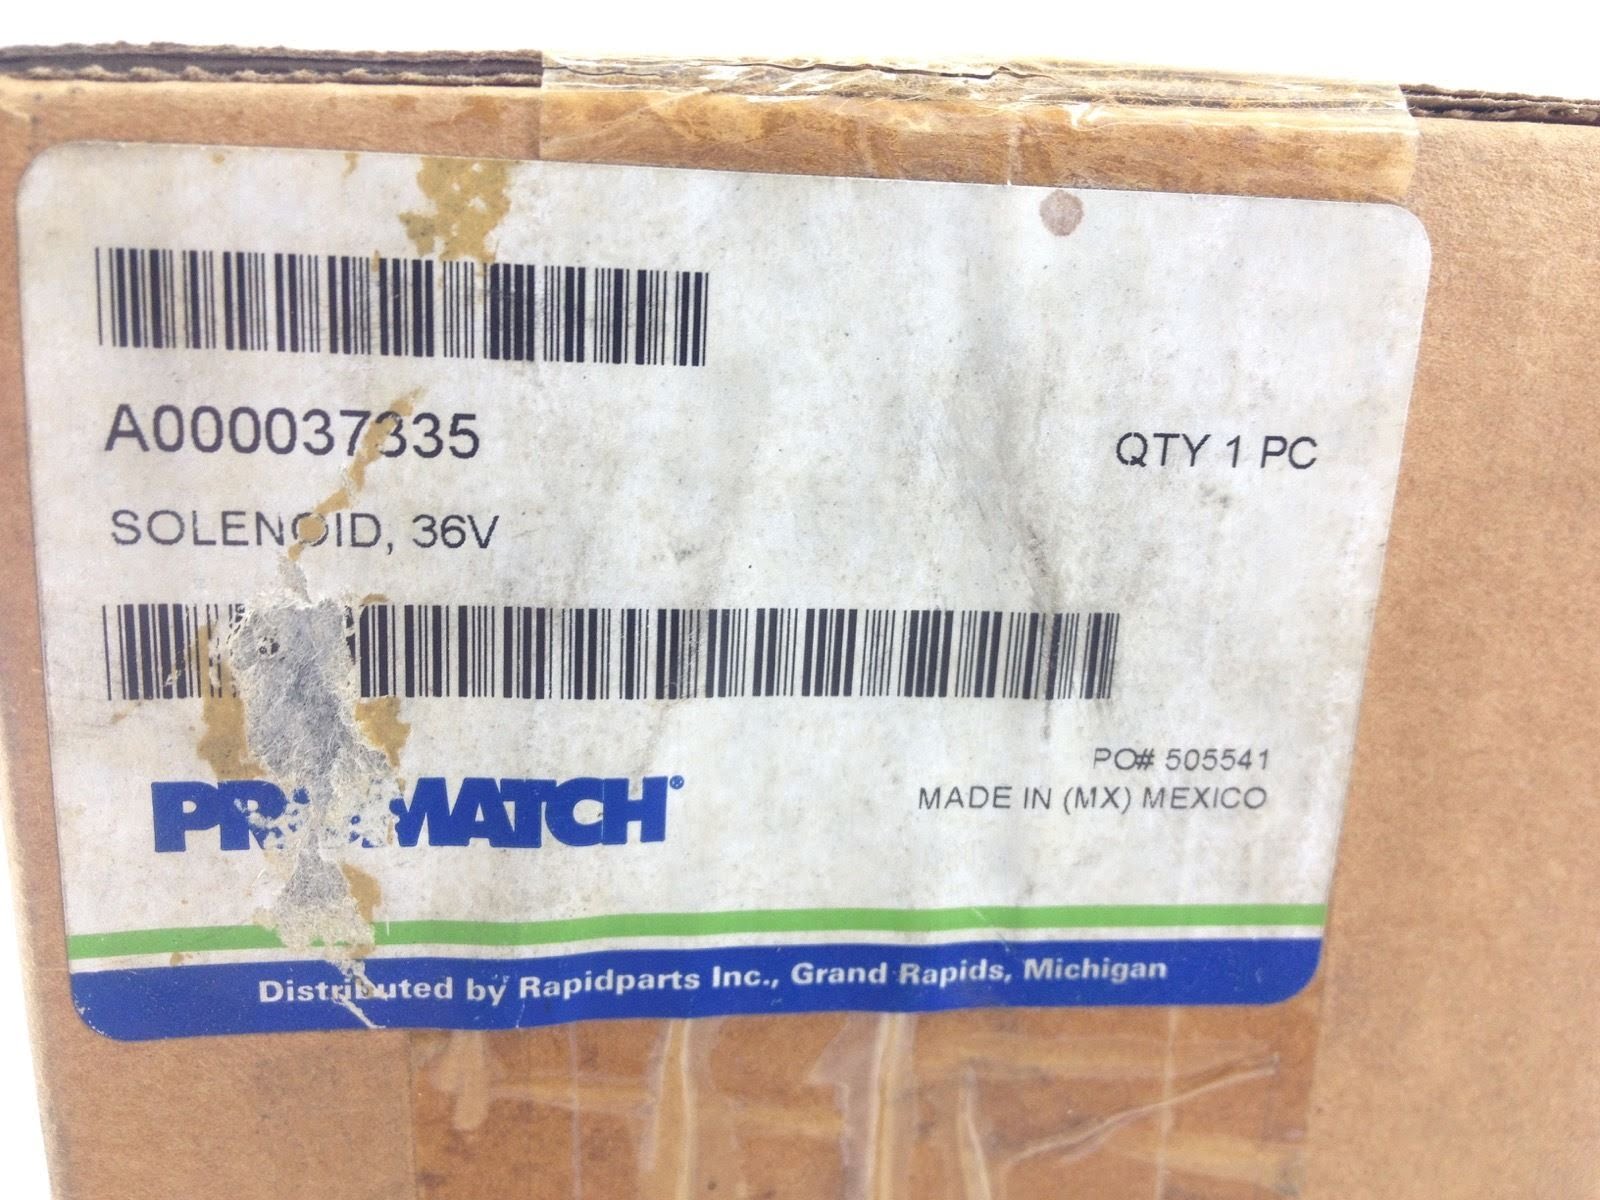 A000037335
QTY 1 PC
SOLENOID, 36V
PO# 505541
MADE IN (MX) MEXICO
Distributed by Rapidparts Inc., Grand Rapids, Michigan